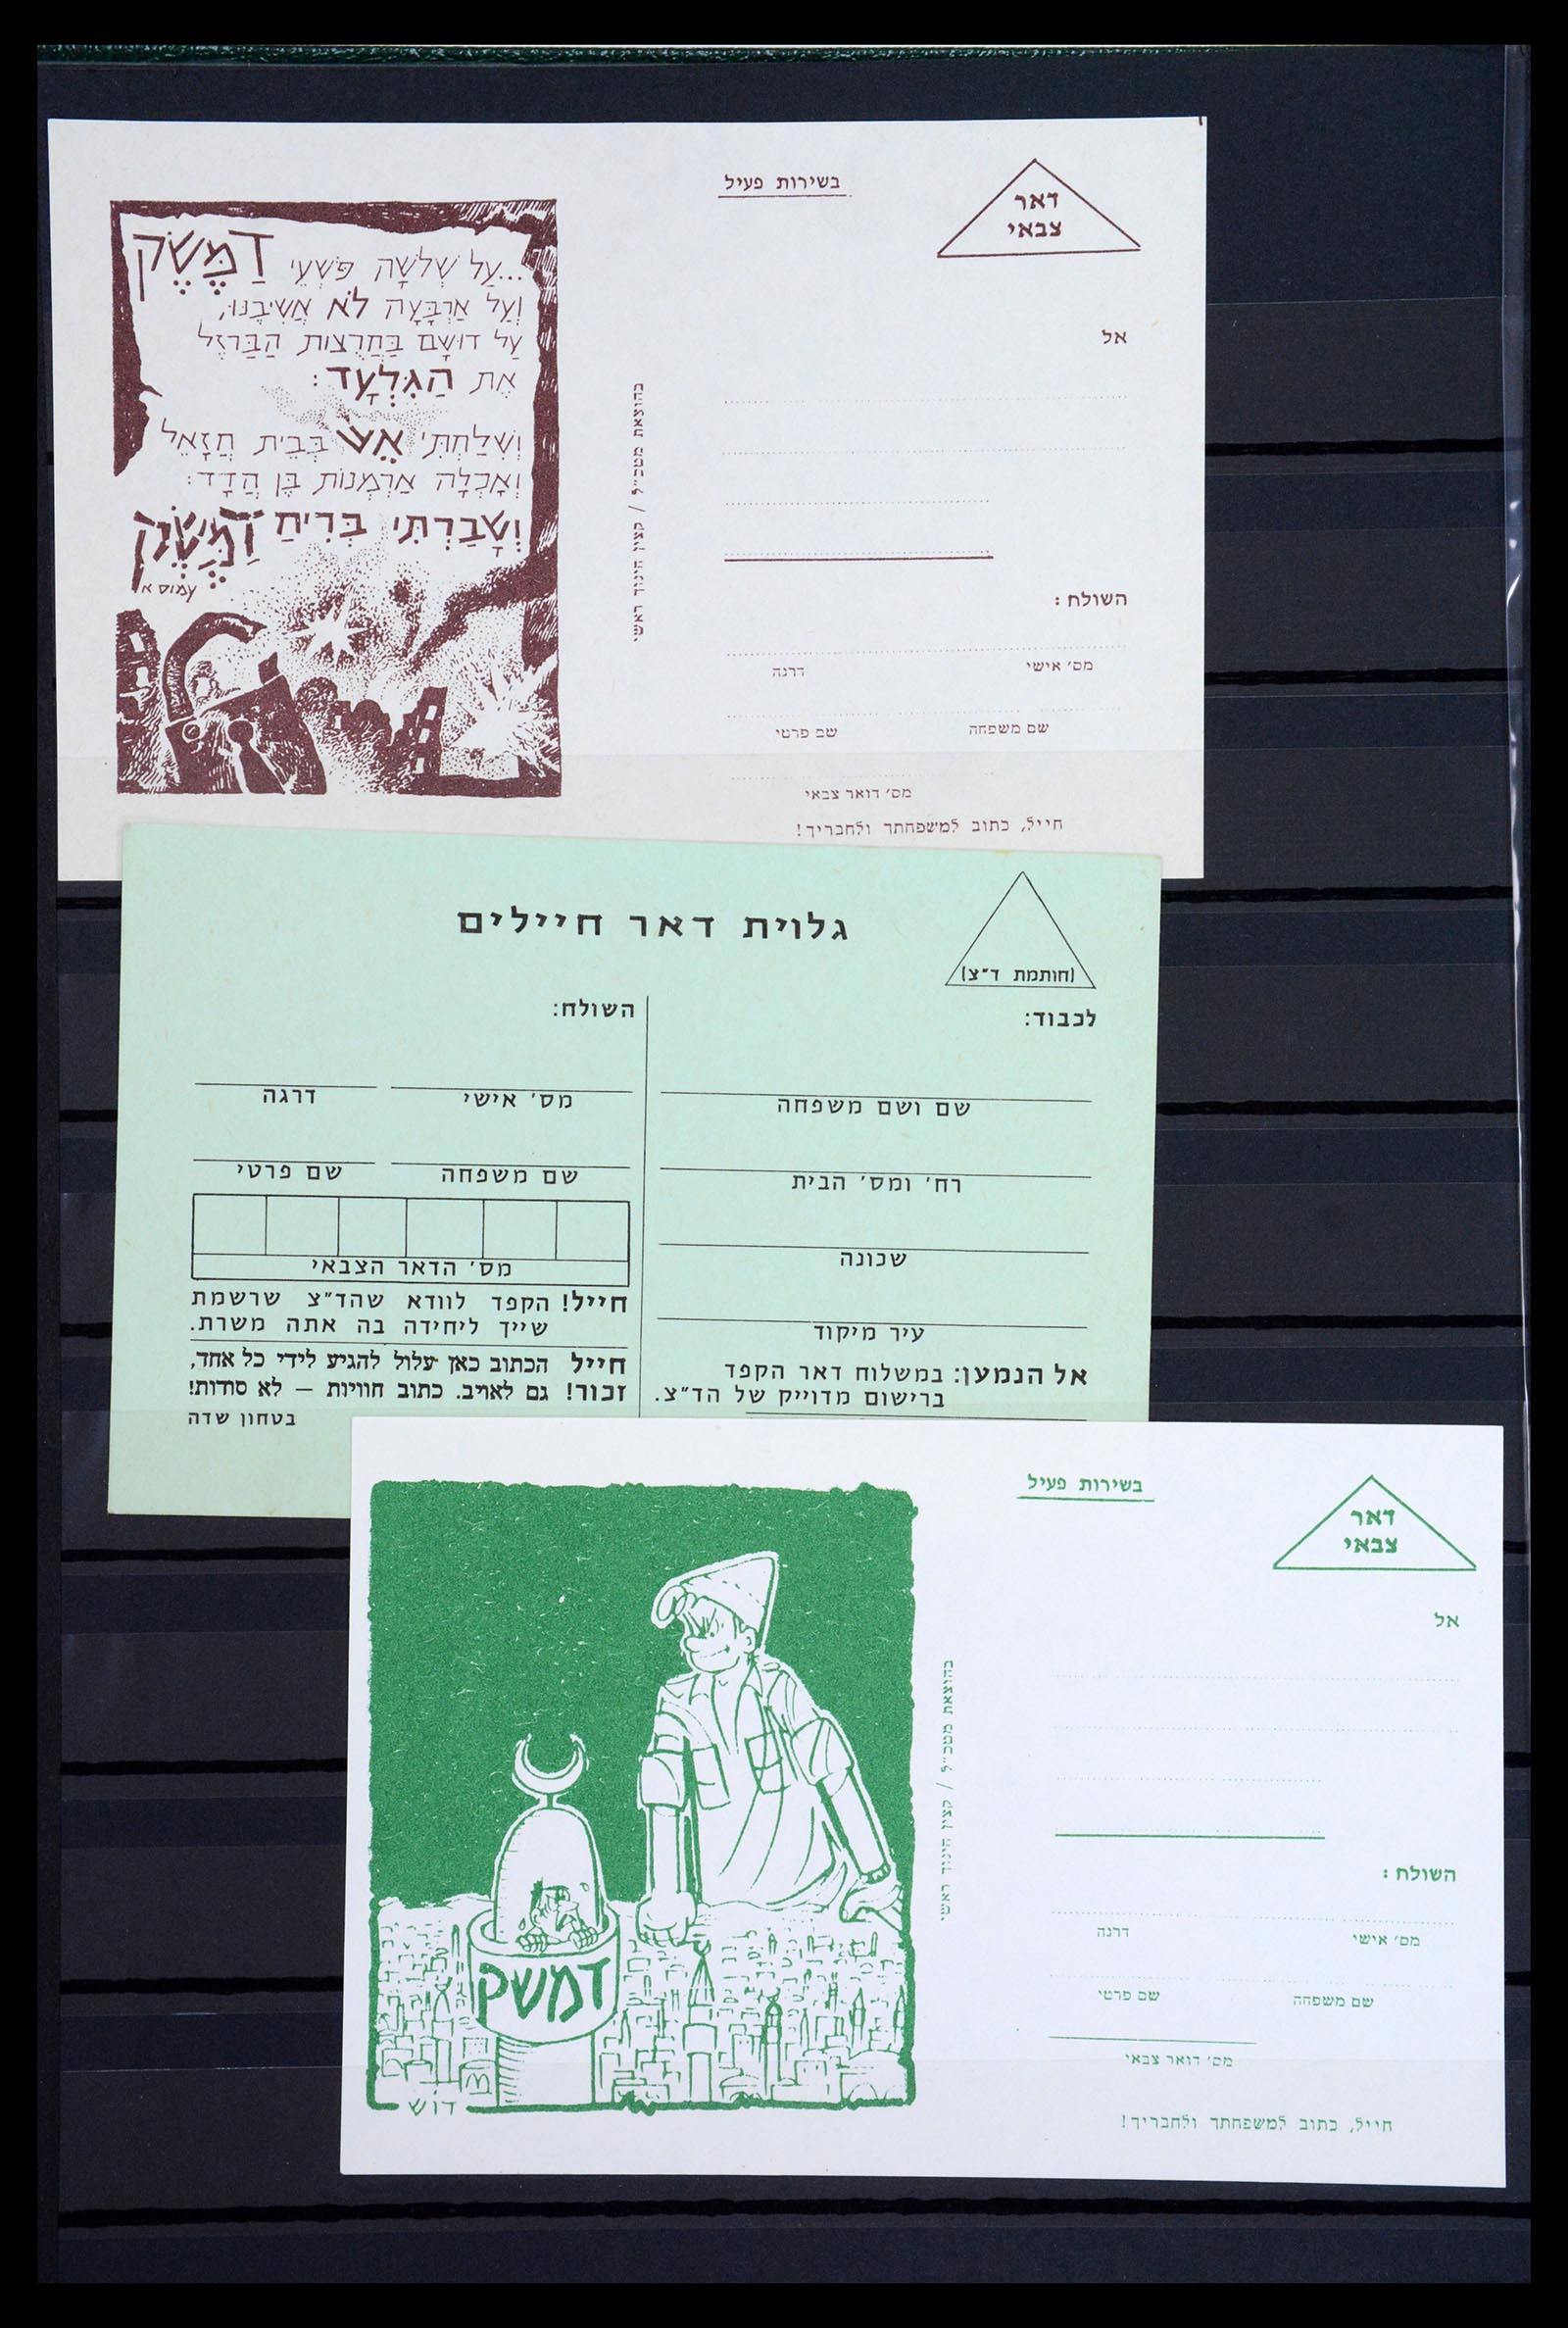 בשירות פעיל
דאר
צבאי
...עַל שְׁלשָׁה פִּשְׁעֵי דַמֶּשֶׂק
וְעַל אַרְבָּעָה לֹא אֲשִׁיבֶנּוּ,
עַל דּוּשָׁם בַּחֲרֻצוֹת הַבַּרְזֶל
אֶת הַגִּלְעָד:
וְשִׁלַּחְתִּי אֵשׁ בְּבֵית חֲזָאֵל
וְאָכְלָה אַרְמְנוֹת בֶּן הֲדָד:
וְשָׁבַרְתִּי בְּרִיחַ דַּמֶּשֶׂק
עמוס א
בהוצאת מטכ״ל / קצין חינוך ראשי
אל
השולח:
מס׳ אישי דרגה
שם משפחה שם פרטי
מס׳ דואר צבאי
חייל, כתוב למשפחתך ולחבריך!
גלוית דאר חיילים
(חותמת ד״צ)
לכבוד:
שם ושם משפחה
רח׳ ומס׳ הבית
שכונה
עיר מיקוד
אל הנמען: במשלוח דאר הקפד
ברישום מדוייק של הד״צ.
השולח:
מס׳ אישי דרגה
שם משפחה שם פרטי
מס׳ הדאר הצבאי
חייל! הקפד לוודא שהד״צ שרשמת
שייך ליחידה בה אתה משרת.
חייל הכתוב כאן עלול להגיע לידי כל אחד,
זכור! גם לאויב. כתוב חוויות – לא סודות!
בטחון שדה
בשירות פעיל
דאר
צבאי
דמשק
דוש
בהוצאת מטכ״ל / קצין חינוך ראשי
אל
השולח:
מס׳ אישי דרגה
שם משפחה שם פרטי
מס׳ דואר צבאי
חייל, כתוב למשפחתך ולחבריך!